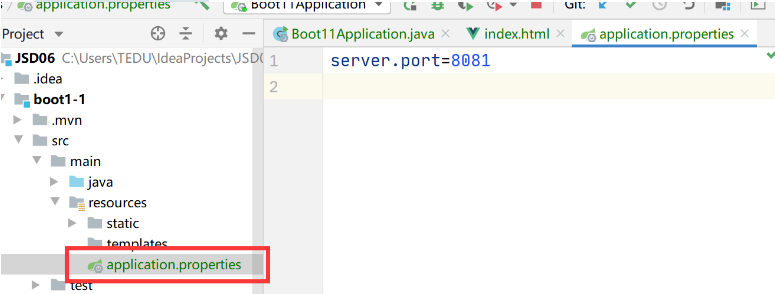 application.properties
Boot11Application
Git:
Project
Boot11Application.java
index.html
application.properties
JSD06 C:\Users\TEDU\IdeaProjects\JSD0
.idea
boot1-1
.mvn
src
main
java
resources
static
templates
application.properties
test
1 server.port=8081
2